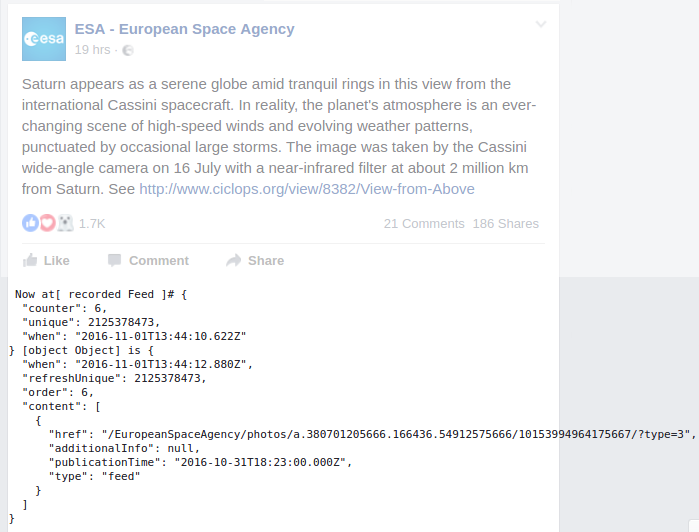 esa
ESA - European Space Agency
19 hrs ·
Saturn appears as a serene globe amid tranquil rings in this view from the
international Cassini spacecraft. In reality, the planet's atmosphere is an ever-
changing scene of high-speed winds and evolving weather patterns,
punctuated by occasional large storms. The image was taken by the Cassini
wide-angle camera on 16 July with a near-infrared filter at about 2 million km
from Saturn. See http://www.ciclops.org/view/8382/View-from-Above
1.7K 21 Comments 186 Shares
Like Comment Share
Now at[ recorded Feed ]# {
"counter": 6,
"unique": 2125378473,
"when": "2016-11-01T13:44:10.622Z"
} [object Object] is {
"when": "2016-11-01T13:44:12.880Z",
"refreshUnique": 2125378473,
"order": 6,
"content": [
{
"href": "/EuropeanSpaceAgency/photos/a.380701205666.166436.54912575666/10153994964175667/?type=3",
"additionalInfo": null,
"publicationTime": "2016-10-31T18:23:00.000Z",
"type": "feed"
}
]
}